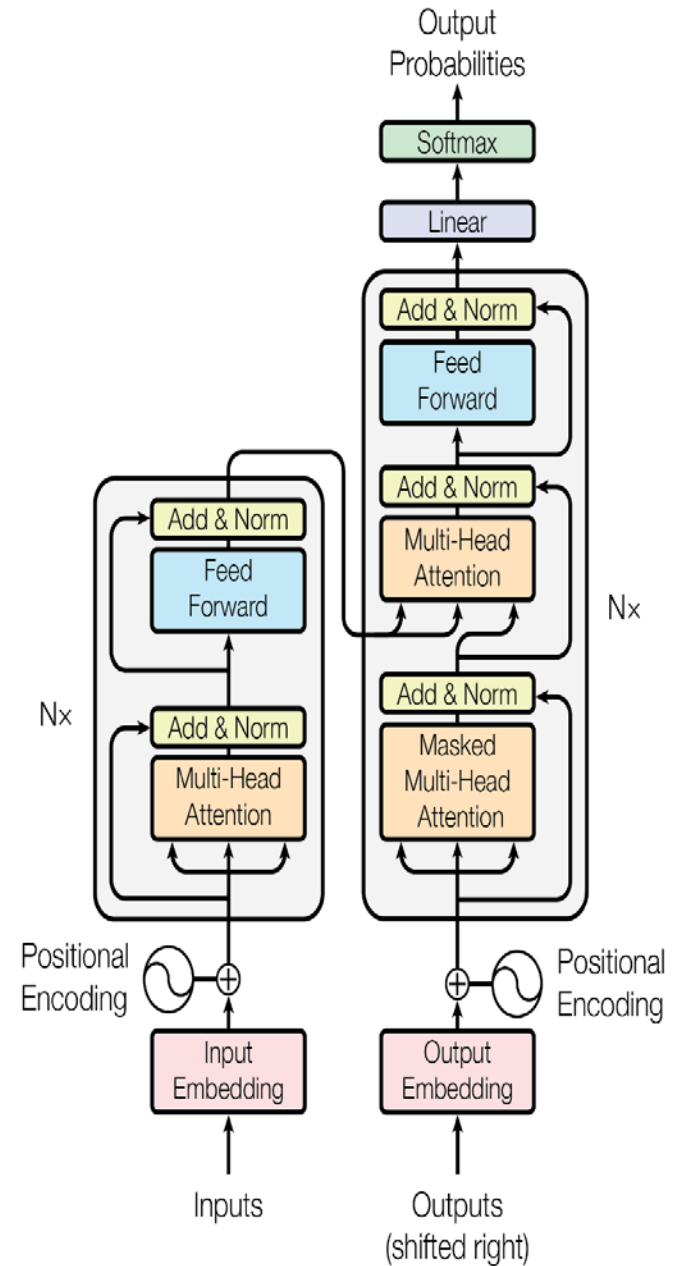 Output
Probabilities
Softmax
Linear
Add & Norm
Feed
Forward
Add & Norm
Multi-Head
Attention
Nx
Add & Norm
Masked
Multi-Head
Attention
Add & Norm
Feed
Forward
Nx
Add & Norm
Multi-Head
Attention
Positional
Encoding
Positional
Encoding
Input
Embedding
Output
Embedding
Inputs
Outputs
(shifted right)